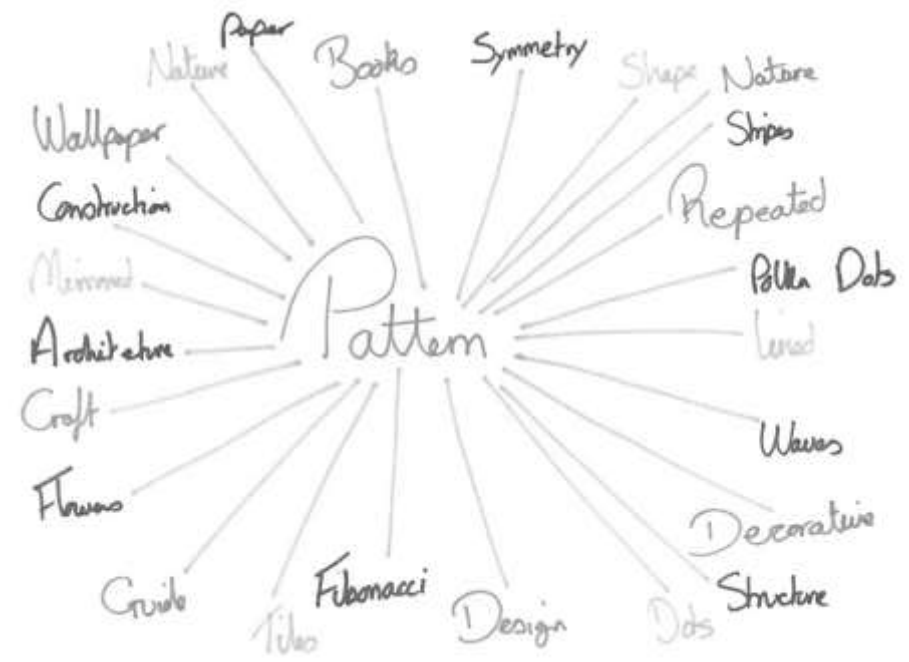 Paper
Nature
Books
Symmetry
Shape
Nature
Wallpaper
Stripes
Construction
Repeated
Mirrored
Polka Dots
Pattern
Lined
Architeture
Craft
Waves
Flowers
Decorative
Guide
Fibonacci
Structure
Tiles
Design
Dots